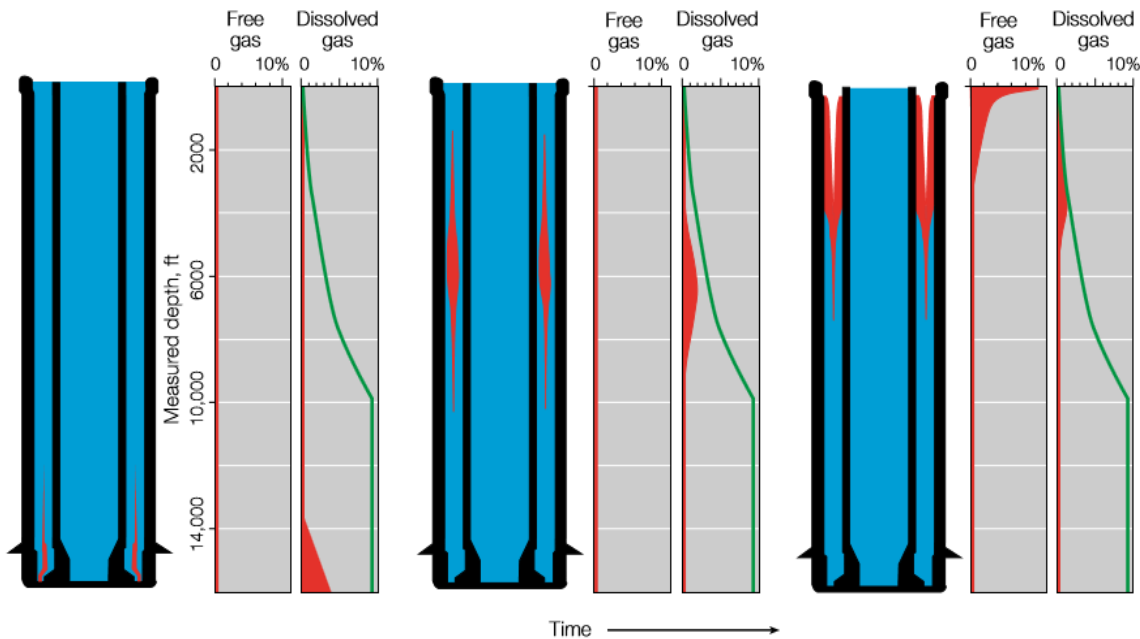 Free gas
Dissolved gas
0 10%
0 10%
Free gas
Dissolved gas
0 10%
0 10%
Free gas
Dissolved gas
0 10%
0 10%
Measured depth, ft
2000
6000
10,000
14,000
Time